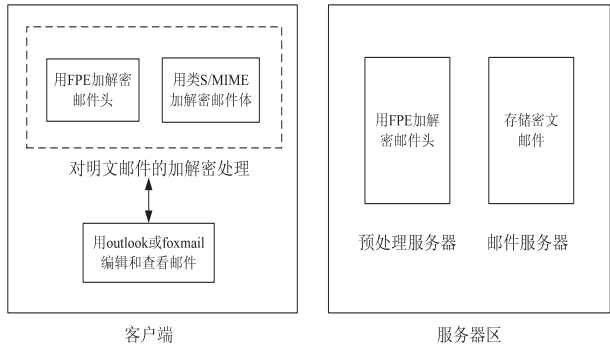 用FPE加解密
邮件头
用类S/MIME
加解密邮件体
对明文邮件的加解密处理
用outlook或foxmail
编辑和查看邮件
客户端
用FPE加解
密邮件头
存储密文
邮件
预处理服务器
邮件服务器
服务器区